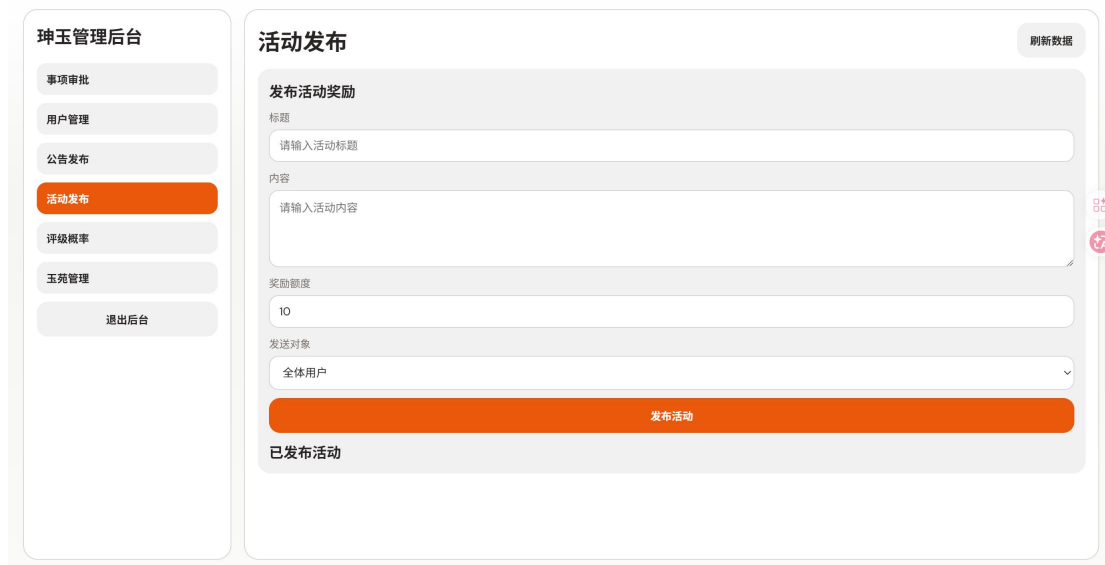 珅玉管理后台
事项审批
用户管理
公告发布
活动发布
评级概率
玉苑管理
退出后台
活动发布
刷新数据
发布活动奖励
标题
请输入活动标题
内容
请输入活动内容
奖励额度
10
发送对象
全体用户
发布活动
已发布活动